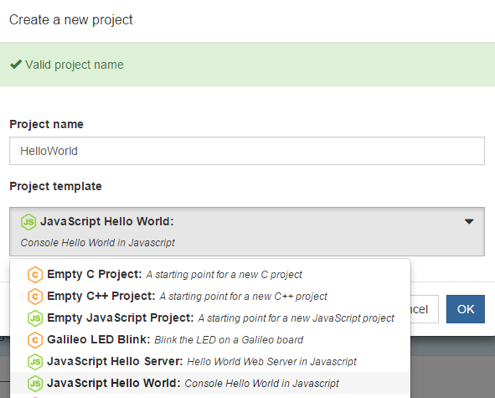 Create a new project
Valid project name
Project name
HelloWorld
Project template
JS JavaScript Hello World:
Console Hello World in Javascript
C Empty C Project: A starting point for a new C project
C Empty C++ Project: A starting point for a new C++ project
JS Empty JavaScript Project: A starting point for a new JavaScript project
C Galileo LED Blink: Blink the LED on a Galileo board
JS JavaScript Hello Server: Hello World Web Server in Javascript
JS JavaScript Hello World: Console Hello World in Javascript
OK